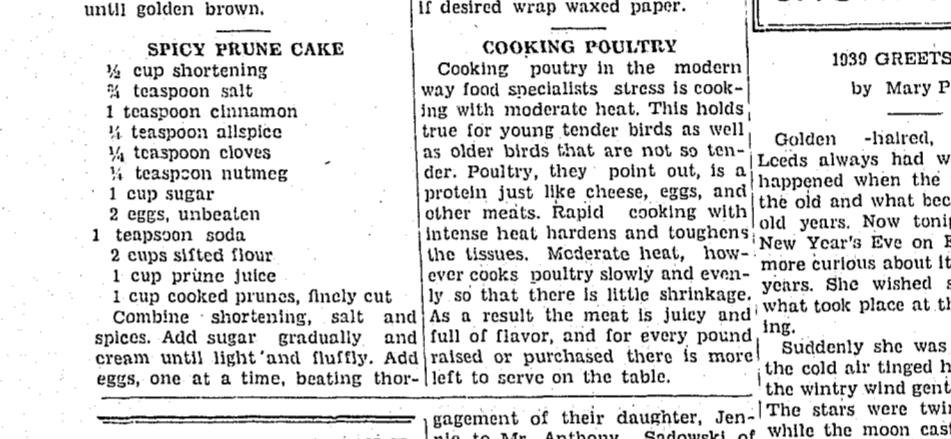 until golden brown.
SPICY PRUNE CAKE
½ cup shortening
¾ teaspoon salt
1 teaspoon cinnamon
¼ teaspoon allspice
¼ teaspoon cloves
¼ teaspoon nutmeg
1 cup sugar
2 eggs, unbeaten
1 teapsoon soda
2 cups sifted flour
1 cup prune juice
1 cup cooked prunes, finely cut
Combine shortening, salt and
spices. Add sugar gradually and
cream until light and fluffly. Add
eggs, one at a time, beating thor-
if desired wrap waxed paper.
COOKING POULTRY
Cooking poutry in the modern
way food specialists stress is cook-
ing with moderate heat. This holds
true for young tender birds as well
as older birds that are not so ten-
der. Poultry, they point out, is a
protein just like cheese, eggs, and
other meats. Rapid cooking with
intense heat hardens and toughens
the tissues. Moderate heat, how-
ever cooks poultry slowly and even-
ly so that there is little shrinkage.
As a result the meat is juicy and
full of flavor, and for every pound
raised or purchased there is more
left to serve on the table.
gagement of their daughter, Jen-
to Mr. Anthony Sadowski of
1939 GREETS
by Mary P
Golden -haired,
Leeds always had w
happened when the
the old and what bec
old years. Now toni
New Year's Eve on
more curious about it
years. She wished s
what took place at th
ing.
Suddenly she was
the cold air tinged h
the wintry wind gent
The stars were twin
while the moon cast